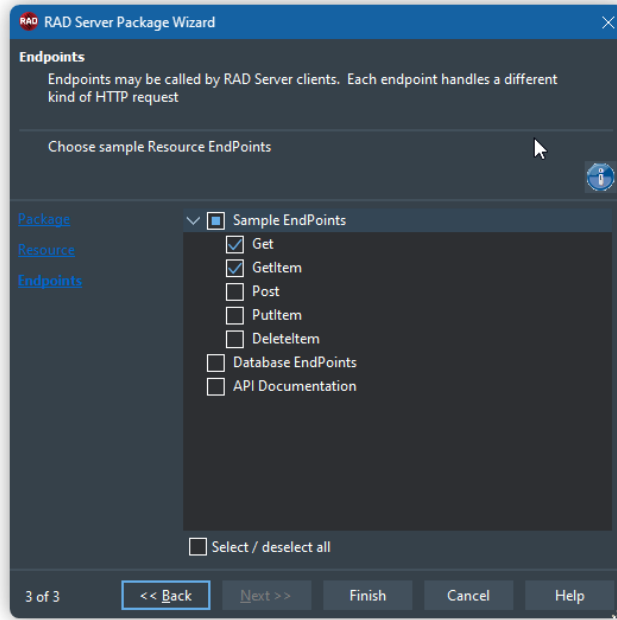 RAD RAD Server Package Wizard
Endpoints
Endpoints may be called by RAD Server clients. Each endpoint handles a different
kind of HTTP request
Choose sample Resource EndPoints
Package
Resource
Endpoints
Sample EndPoints
Get
GetItem
Post
PutItem
DeleteItem
Database EndPoints
API Documentation
Select / deselect all
3 of 3 << Back Next >> Finish Cancel Help